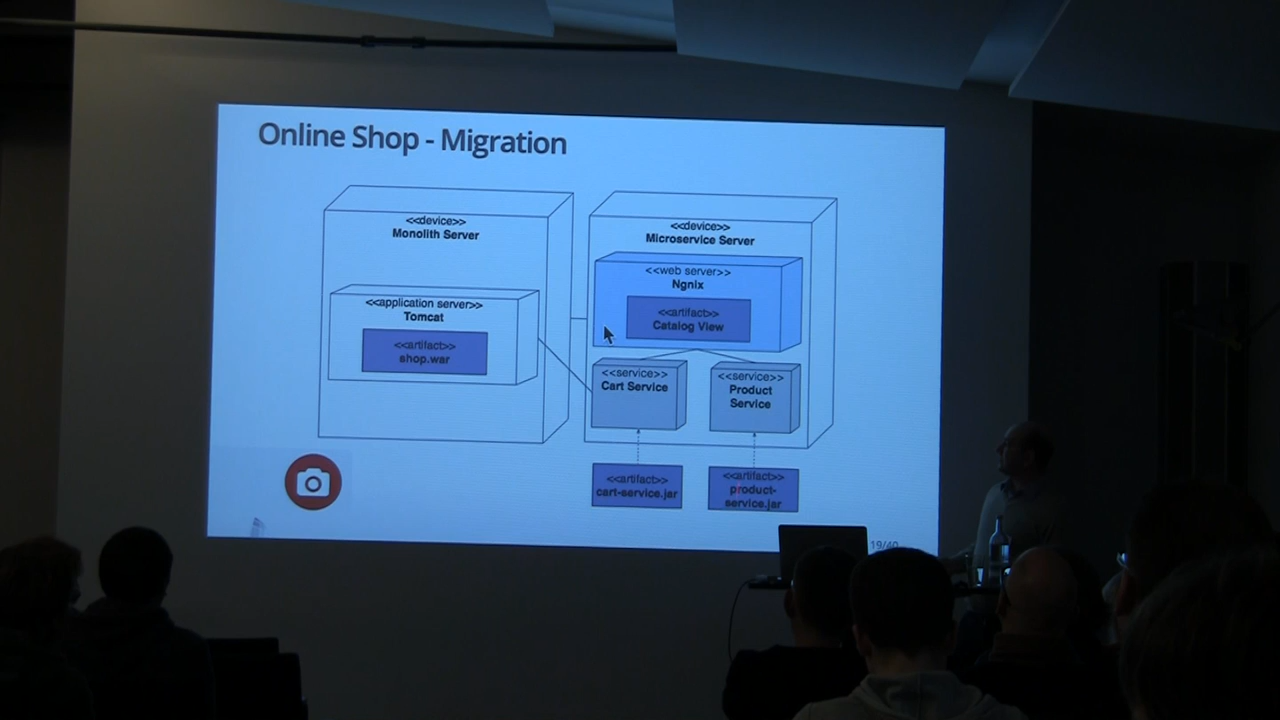 Online Shop - Migration
<<device>>
Monolith Server
<<application server>>
Tomcat
<<artifact>>
shop.war
<<device>>
Microservice Server
<<web server>>
Ngnix
<<artifact>>
Catalog View
<<service>>
Cart Service
<<service>>
Product
Service
<<artifact>>
cart-service.jar
<<artifact>>
product-
service.jar
19/40